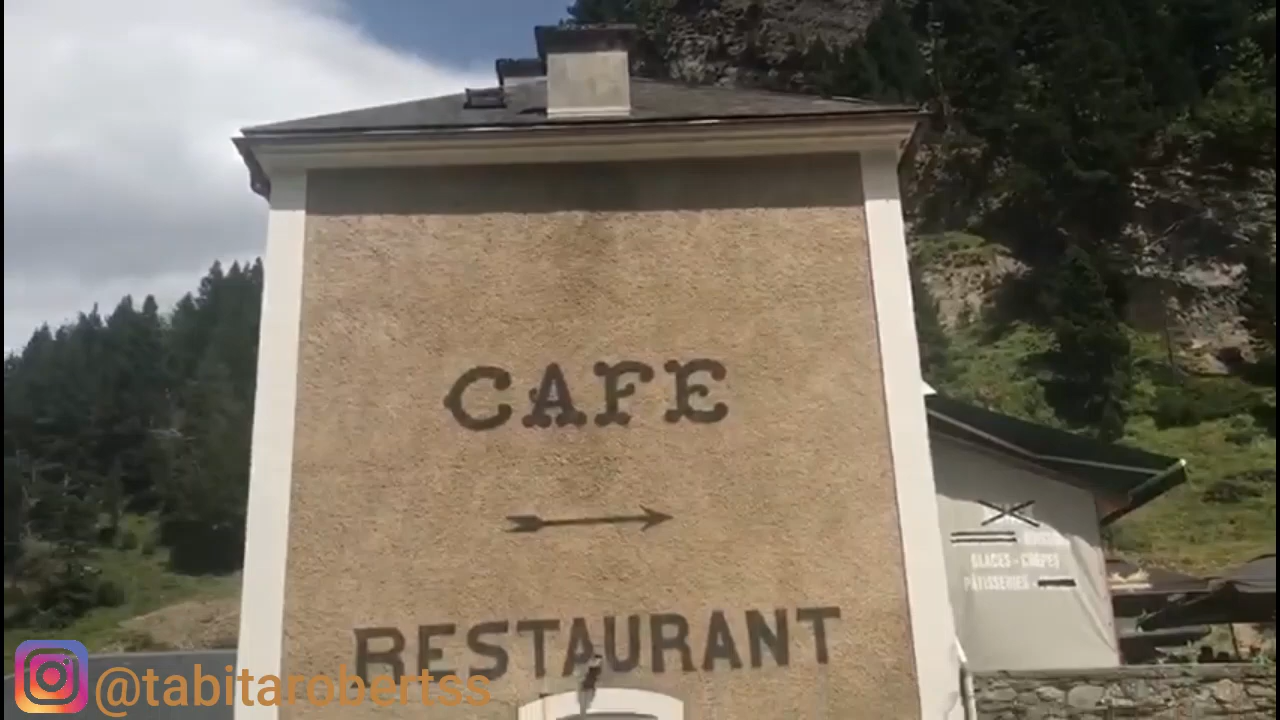 CAFE
RESTAURANT
GLACES - CRÊPES
PÂTISSERIES -
@tabitarobertss